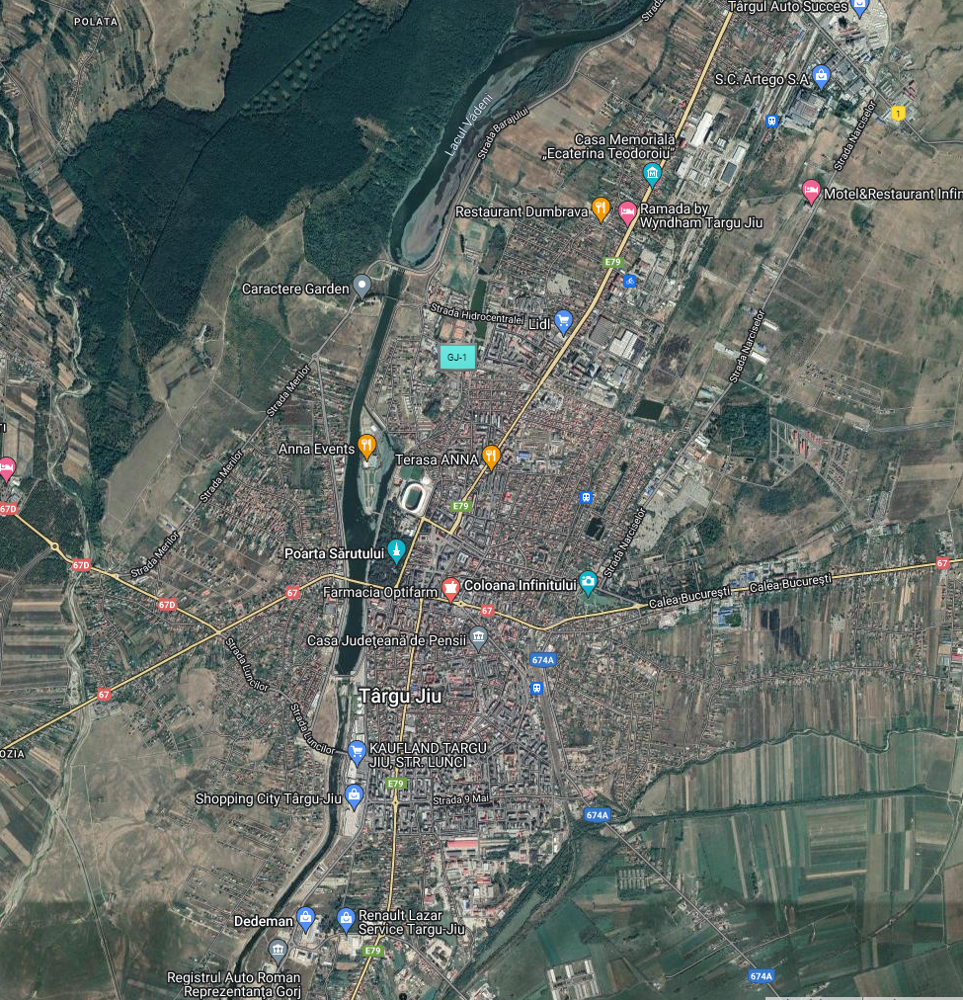 Târgul Auto Succes
POLATA
S.C. Artego S.A
1
Lacul Vădeni
Strada Barajului
Strada Narciselor
Casa Memorială
„Ecaterina Teodoroiu”
Motel&Restaurant Infin
Restaurant Dumbrava
Ramada by
Wyndham Targu Jiu
E79
Caractere Garden
Strada Hidrocentralei
Lidl
GJ-1
Strada Narciselor
Strada Merilor
Anna Events
Terasa ANNA
Strada Merilor
67D
E79
Strada Narciselor
Strada Merilor
Poarta Sărutului
67D
67
67D
67
Farmacia Optifarm
Coloana Infinitului
Calea București
Calea București
67
Casa Județeană de Pensii
Strada Luncilor
674A
67
Târgu Jiu
Strada Luncilor
OZIA
KAUFLAND TARGU
JIU, STR. LUNCI
E79
Shopping City Târgu-Jiu
Strada 9 Mai
674A
Dedeman
Renault Lazar
Service Targu-Jiu
E79
Registrul Auto Roman
Reprezentanța Gorj
674A